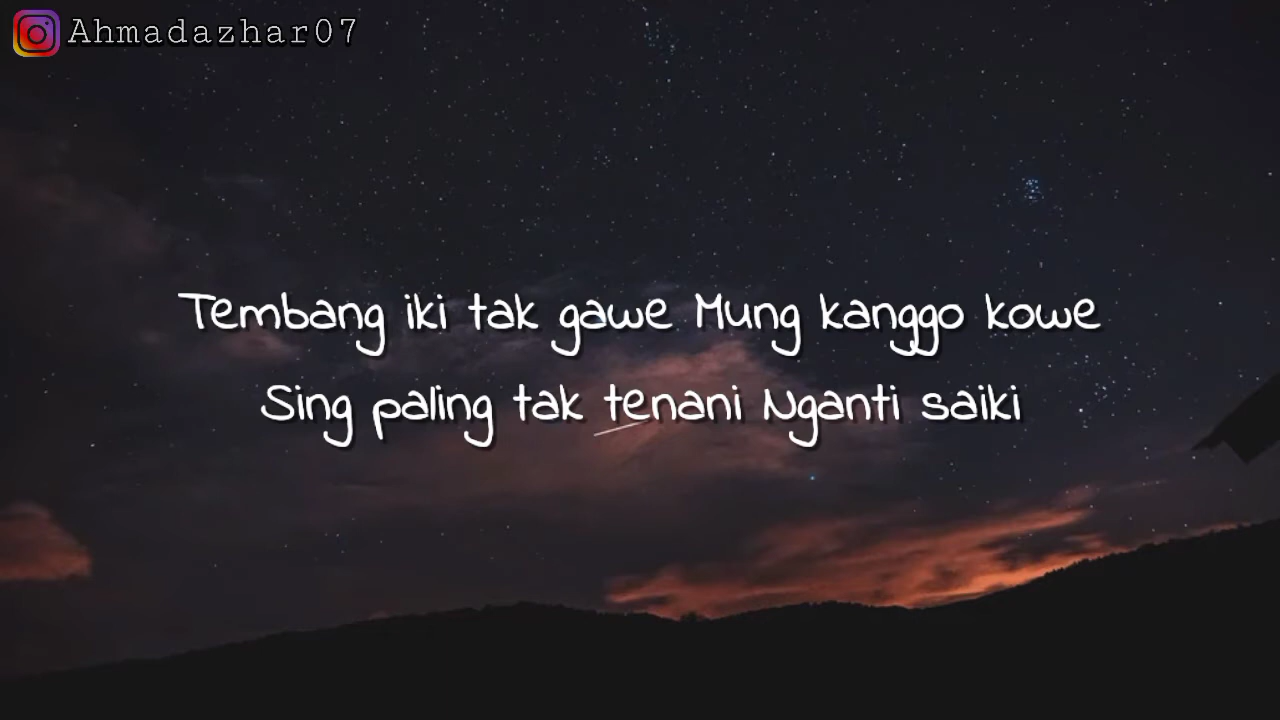 Ahmadazhar07
Tembang iki tak gawe Mung kanggo kowe
Sing paling tak tenani Nganti saiki